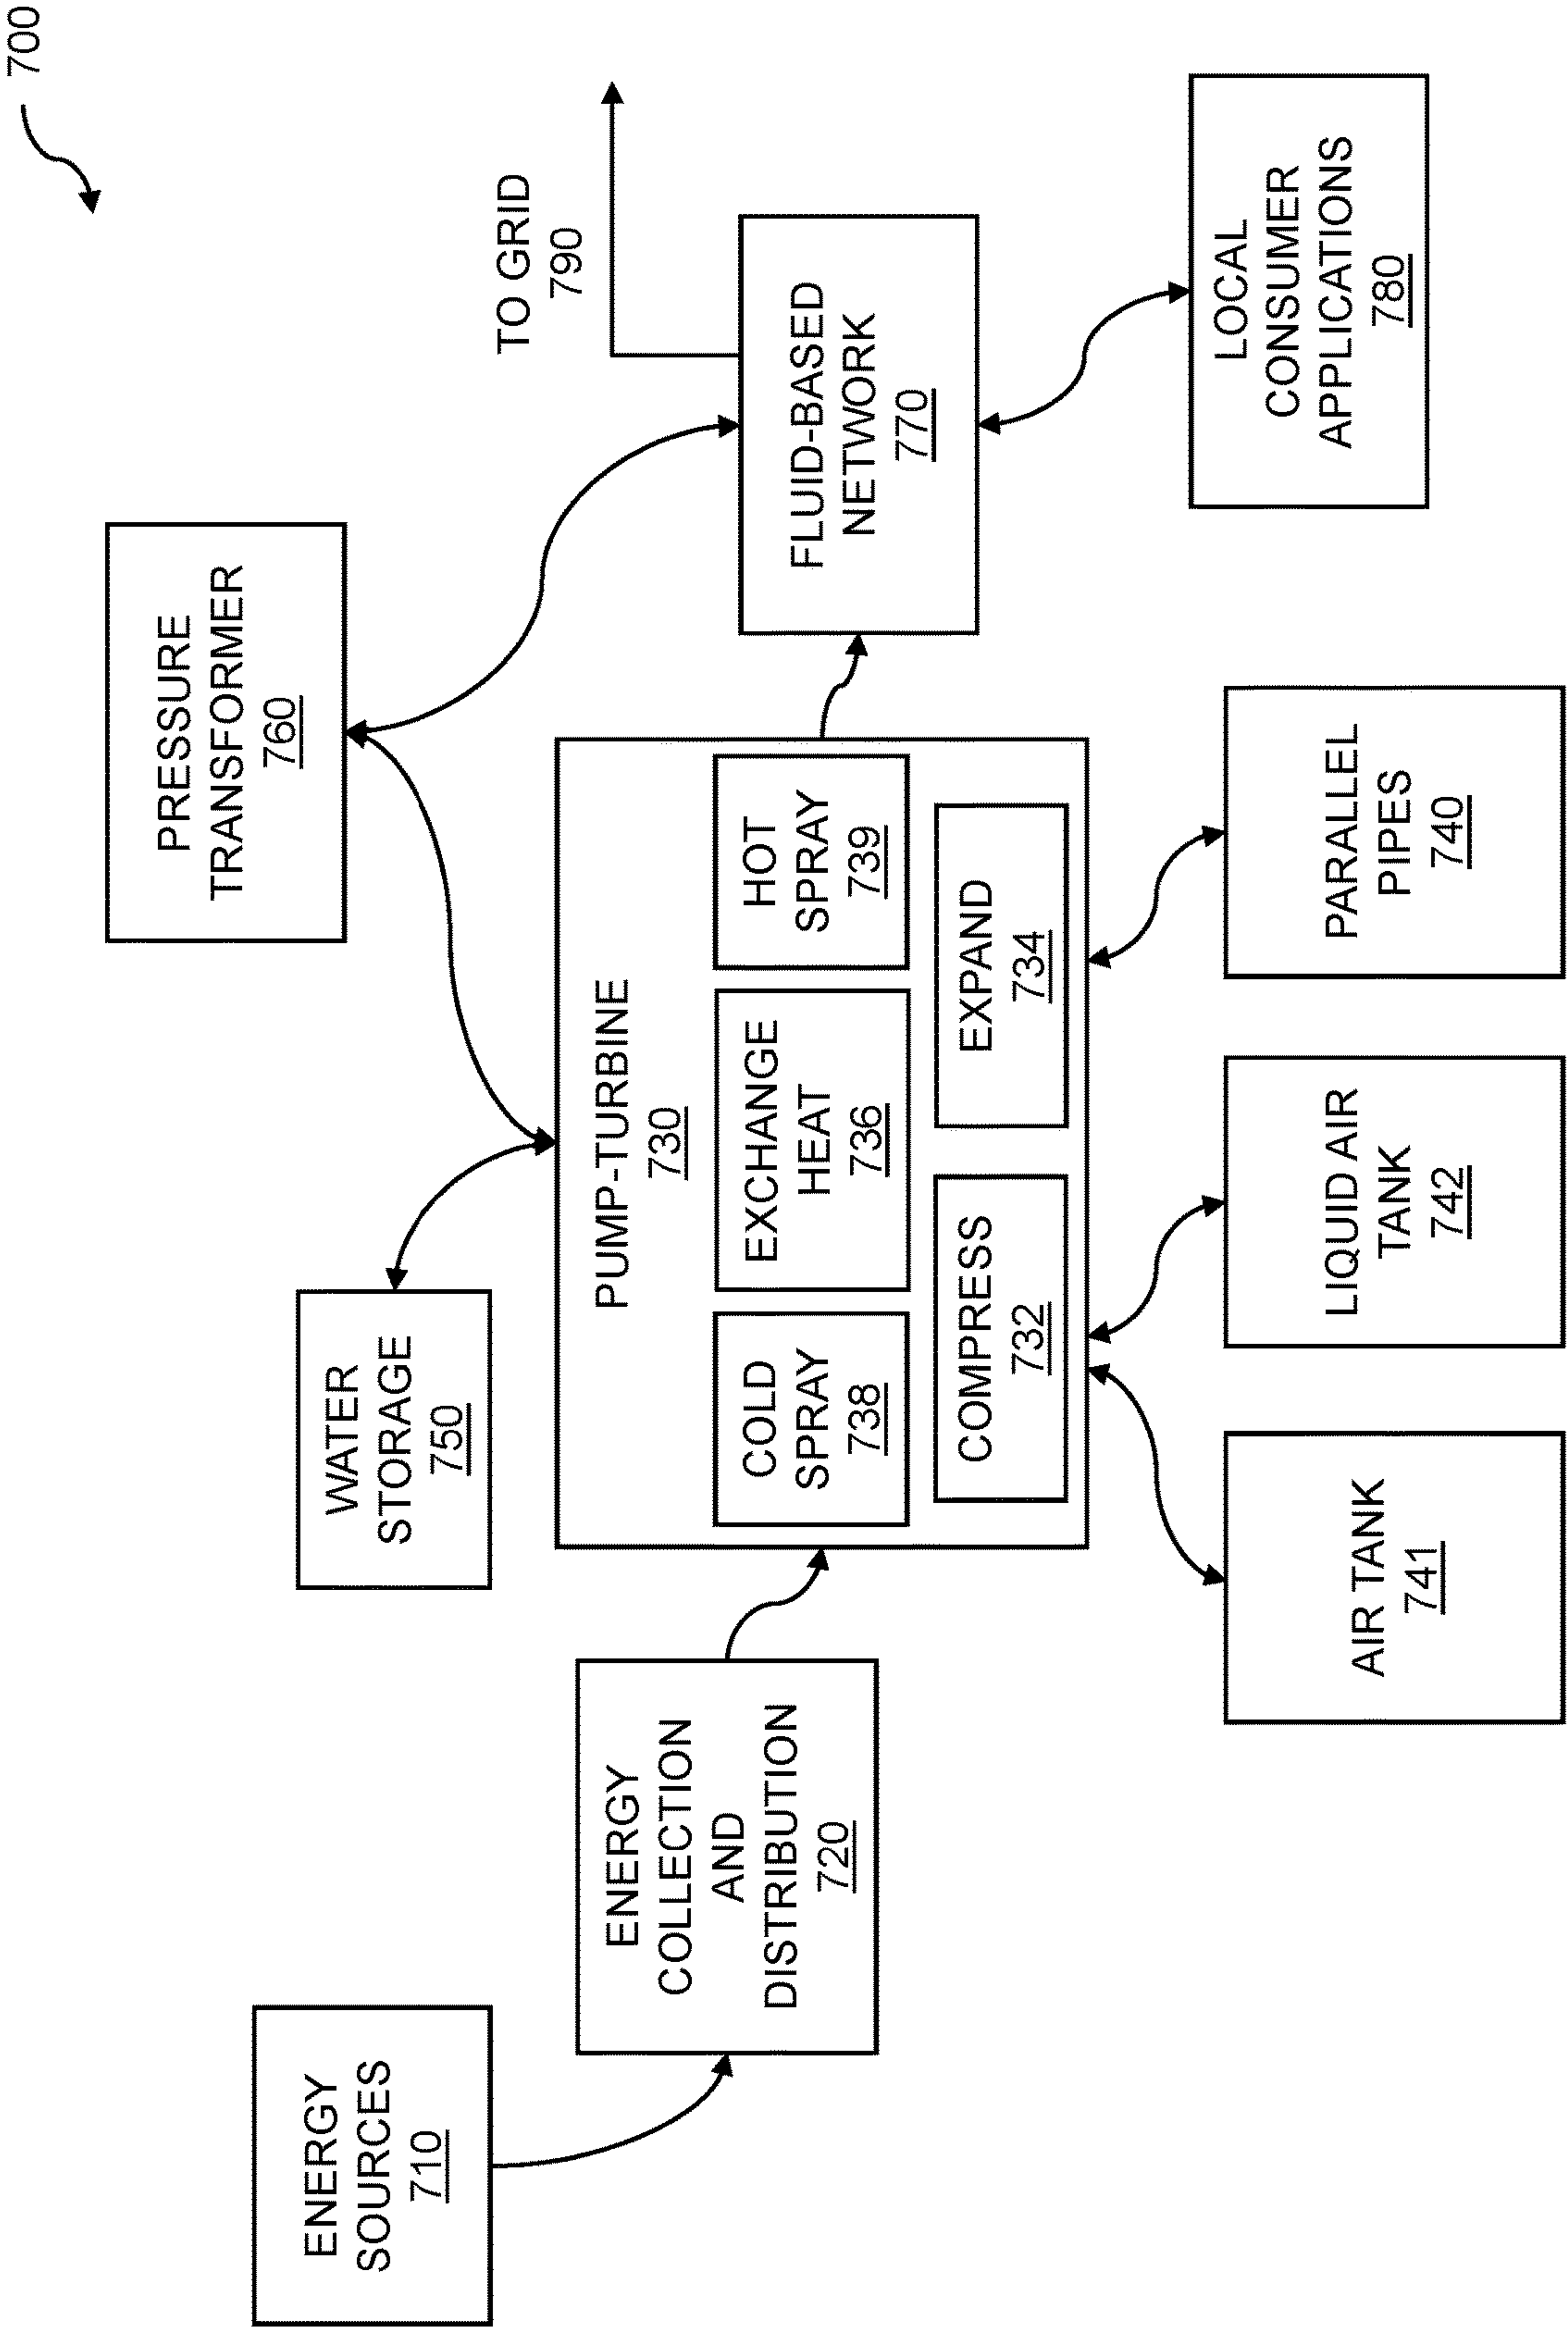 700
ENERGY
SOURCES
710
ENERGY
COLLECTION
AND
DISTRIBUTION
720
WATER
STORAGE
750
PRESSURE
TRANSFORMER
760
PUMP-TURBINE
730
COLD
SPRAY
738
EXCHANGE
HEAT
736
HOT
SPRAY
739
COMPRESS
732
EXPAND
734
TO GRID
790
FLUID-BASED
NETWORK
770
AIR TANK
741
LIQUID AIR
TANK
742
PARALLEL
PIPES
740
LOCAL
CONSUMER
APPLICATIONS
780